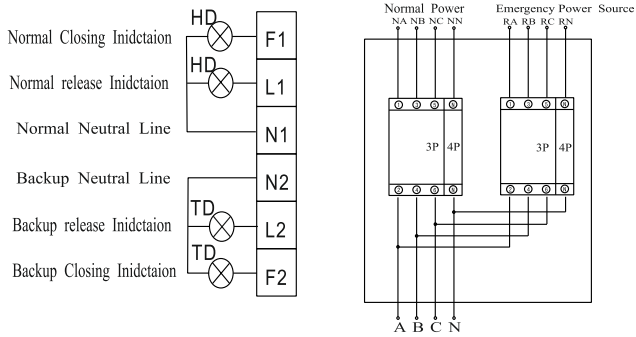 HD
Normal Closing Inidctaion
F1
HD
Normal release Inidctaion
L1
Normal Neutral Line
N1
Backup Neutral Line
N2
TD
Backup release Inidctaion
L2
TD
Backup Closing Inidctaion
F2
Normal Power
NA NB NC NN
Emergency Power Source
RA RB RC RN
1 3 5
1 3 5
3P 4P
3P 4P
2 4 6
2 4 6
A B C N